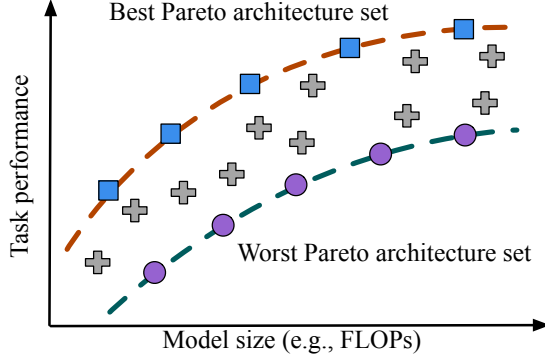 Best Pareto architecture set
Task performance
Worst Pareto architecture set
Model size (e.g., FLOPs)